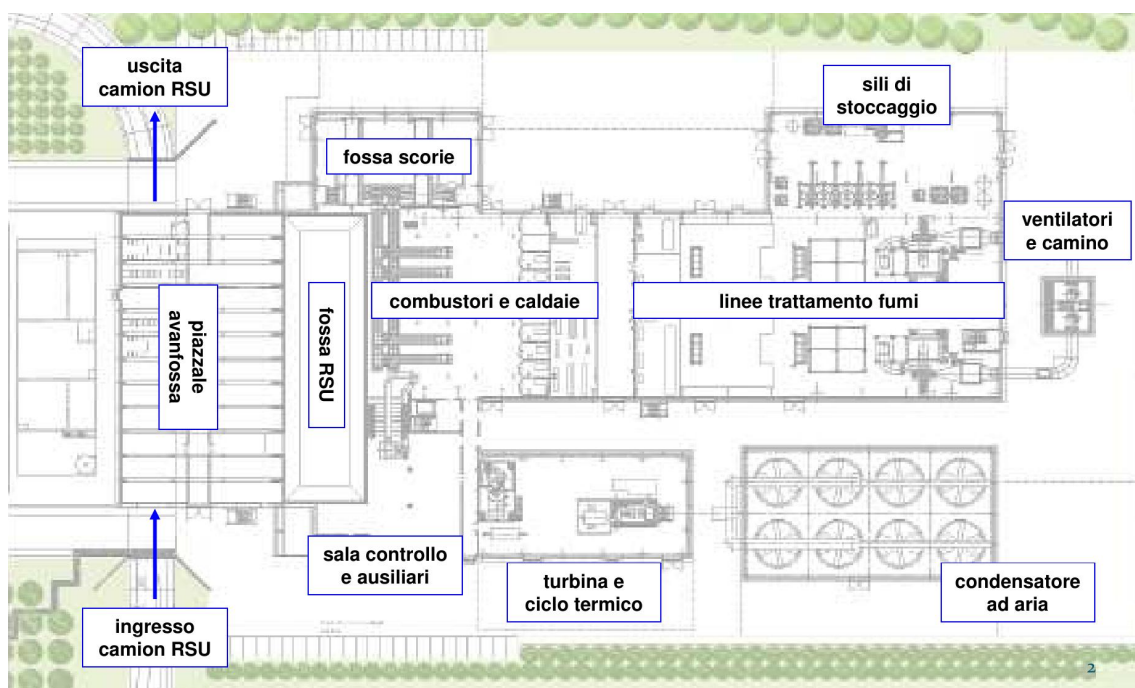 uscita
camion RSU
sili di
stoccaggio
fossa scorie
ventilatori
e camino
piazzale
avanfossa
fossa RSU
combustori e caldaie
linee trattamento fumi
sala controllo
e ausiliari
turbina e
ciclo termico
condensatore
ad aria
ingresso
camion RSU
2